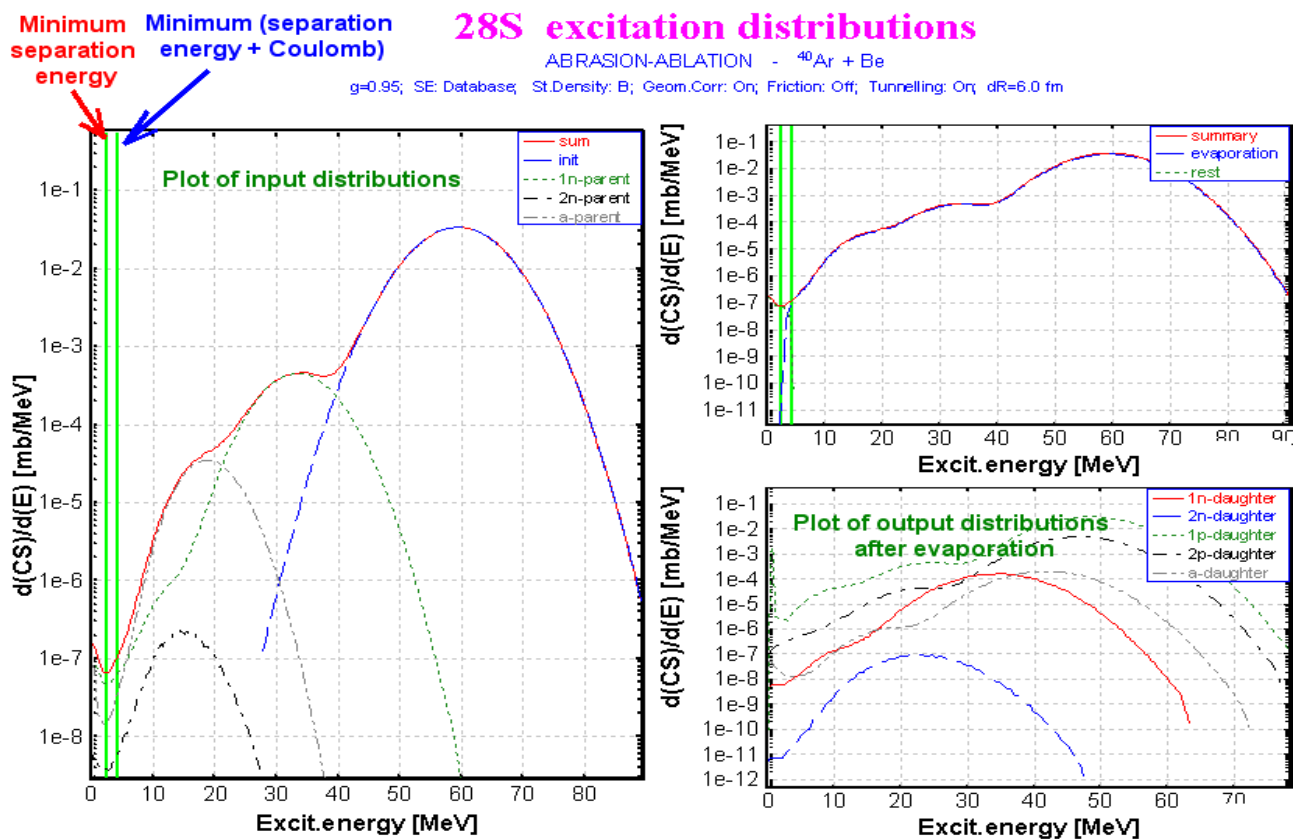 28S excitation distributions
ABRASION-ABLATION - ⁴⁰Ar + Be
g=0.95; SE: Database; St.Density: B; Geom.Corr: On; Friction: Off; Tunnelling: On; dR=6.0 fm
Minimum
separation
energy
Minimum (separation
energy + Coulomb)
Plot of input distributions
sum
init
1n-parent
2n-parent
a-parent
d(CS)/d(E) [mb/MeV]
1e-1
1e-2
1e-3
1e-4
1e-5
1e-6
1e-7
1e-8
0 10 20 30 40 50 60 70 80
Excit.energy [MeV]
summary
evaporation
rest
d(CS)/d(E) [mb/MeV]
1e-1
1e-2
1e-3
1e-4
1e-5
1e-6
1e-7
1e-8
1e-9
1e-10
1e-11
0 10 20 30 40 50 60 70 80 90
Excit.energy [MeV]
Plot of output distributions
after evaporation
1n-daughter
2n-daughter
1p-daughter
2p-daughter
a-daughter
d(CS)/d(E) [mb/MeV]
1e-1
1e-2
1e-3
1e-4
1e-5
1e-6
1e-7
1e-8
1e-9
1e-10
1e-11
1e-12
0 10 20 30 40 50 60 70
Excit.energy [MeV]